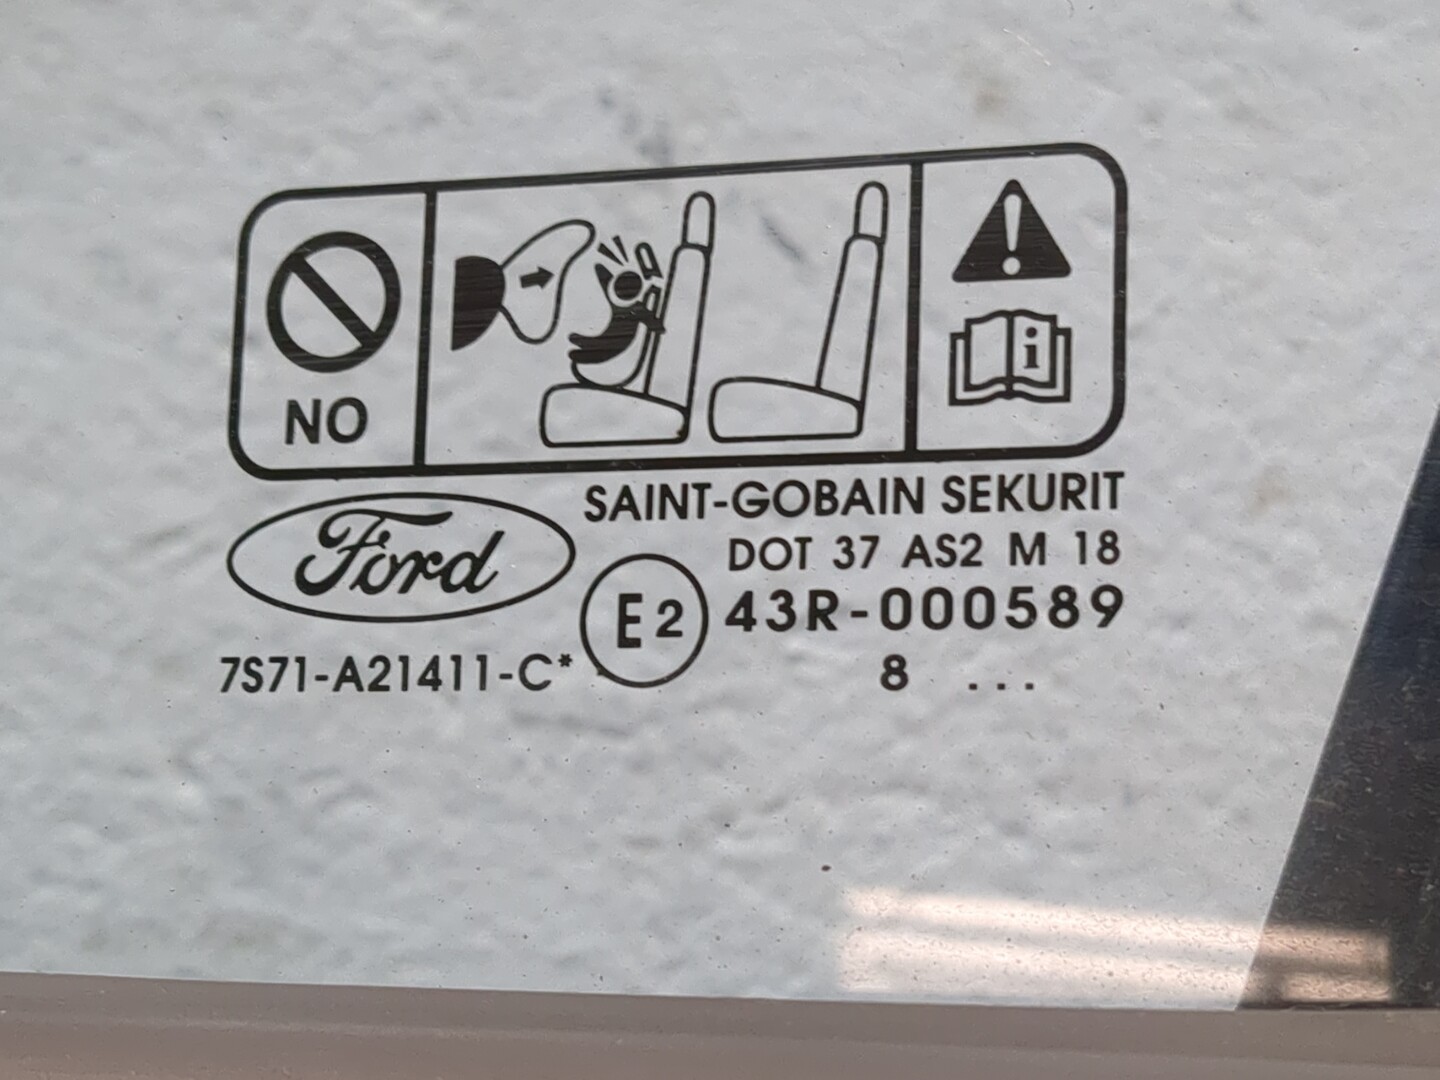 NO
i
SAINT-GOBAIN SEKURIT
Ford
DOT 37 AS2 M 18
E2 43R-000589
7S71-A21411-C*
8 ...